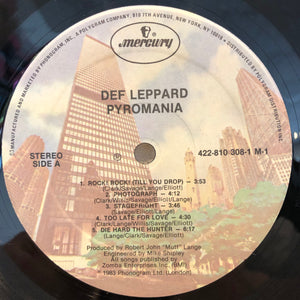 A POLYGRAM COMPANY, 810 7TH AVENUE, NEW YORK, NY 10019 • DISTRIBUTED BY POLYGRAM
MANUFACTURED AND MARKETED BY PHONOGRAM, INC.
mercury
DEF LEPPARD
PYROMANIA
STEREO
SIDE A
422-810 308-1 M-1
1. ROCK! ROCK! (TILL YOU DROP) - 3:53
(Clark/Savage/Lange/Elliott)
2. PHOTOGRAPH - 4:12
(Clark/Willis/Savage/Lange/Elliott)
3. STAGEFRIGHT - 3:46
(Savage/Lange/Elliott)
4. TOO LATE FOR LOVE - 4:30
(Clark/Willis/Savage/Lange/Elliott)
5. DIE HARD THE HUNTER - 6:17
(Clark/Savage/Lange/Elliott)
Produced by Robert John "Mutt" Lange
Engineered by Mike Shipley
All songs published by
Zomba Enterprises Inc. (BMI)
℗ 1983 Phonogram Ltd. (London)